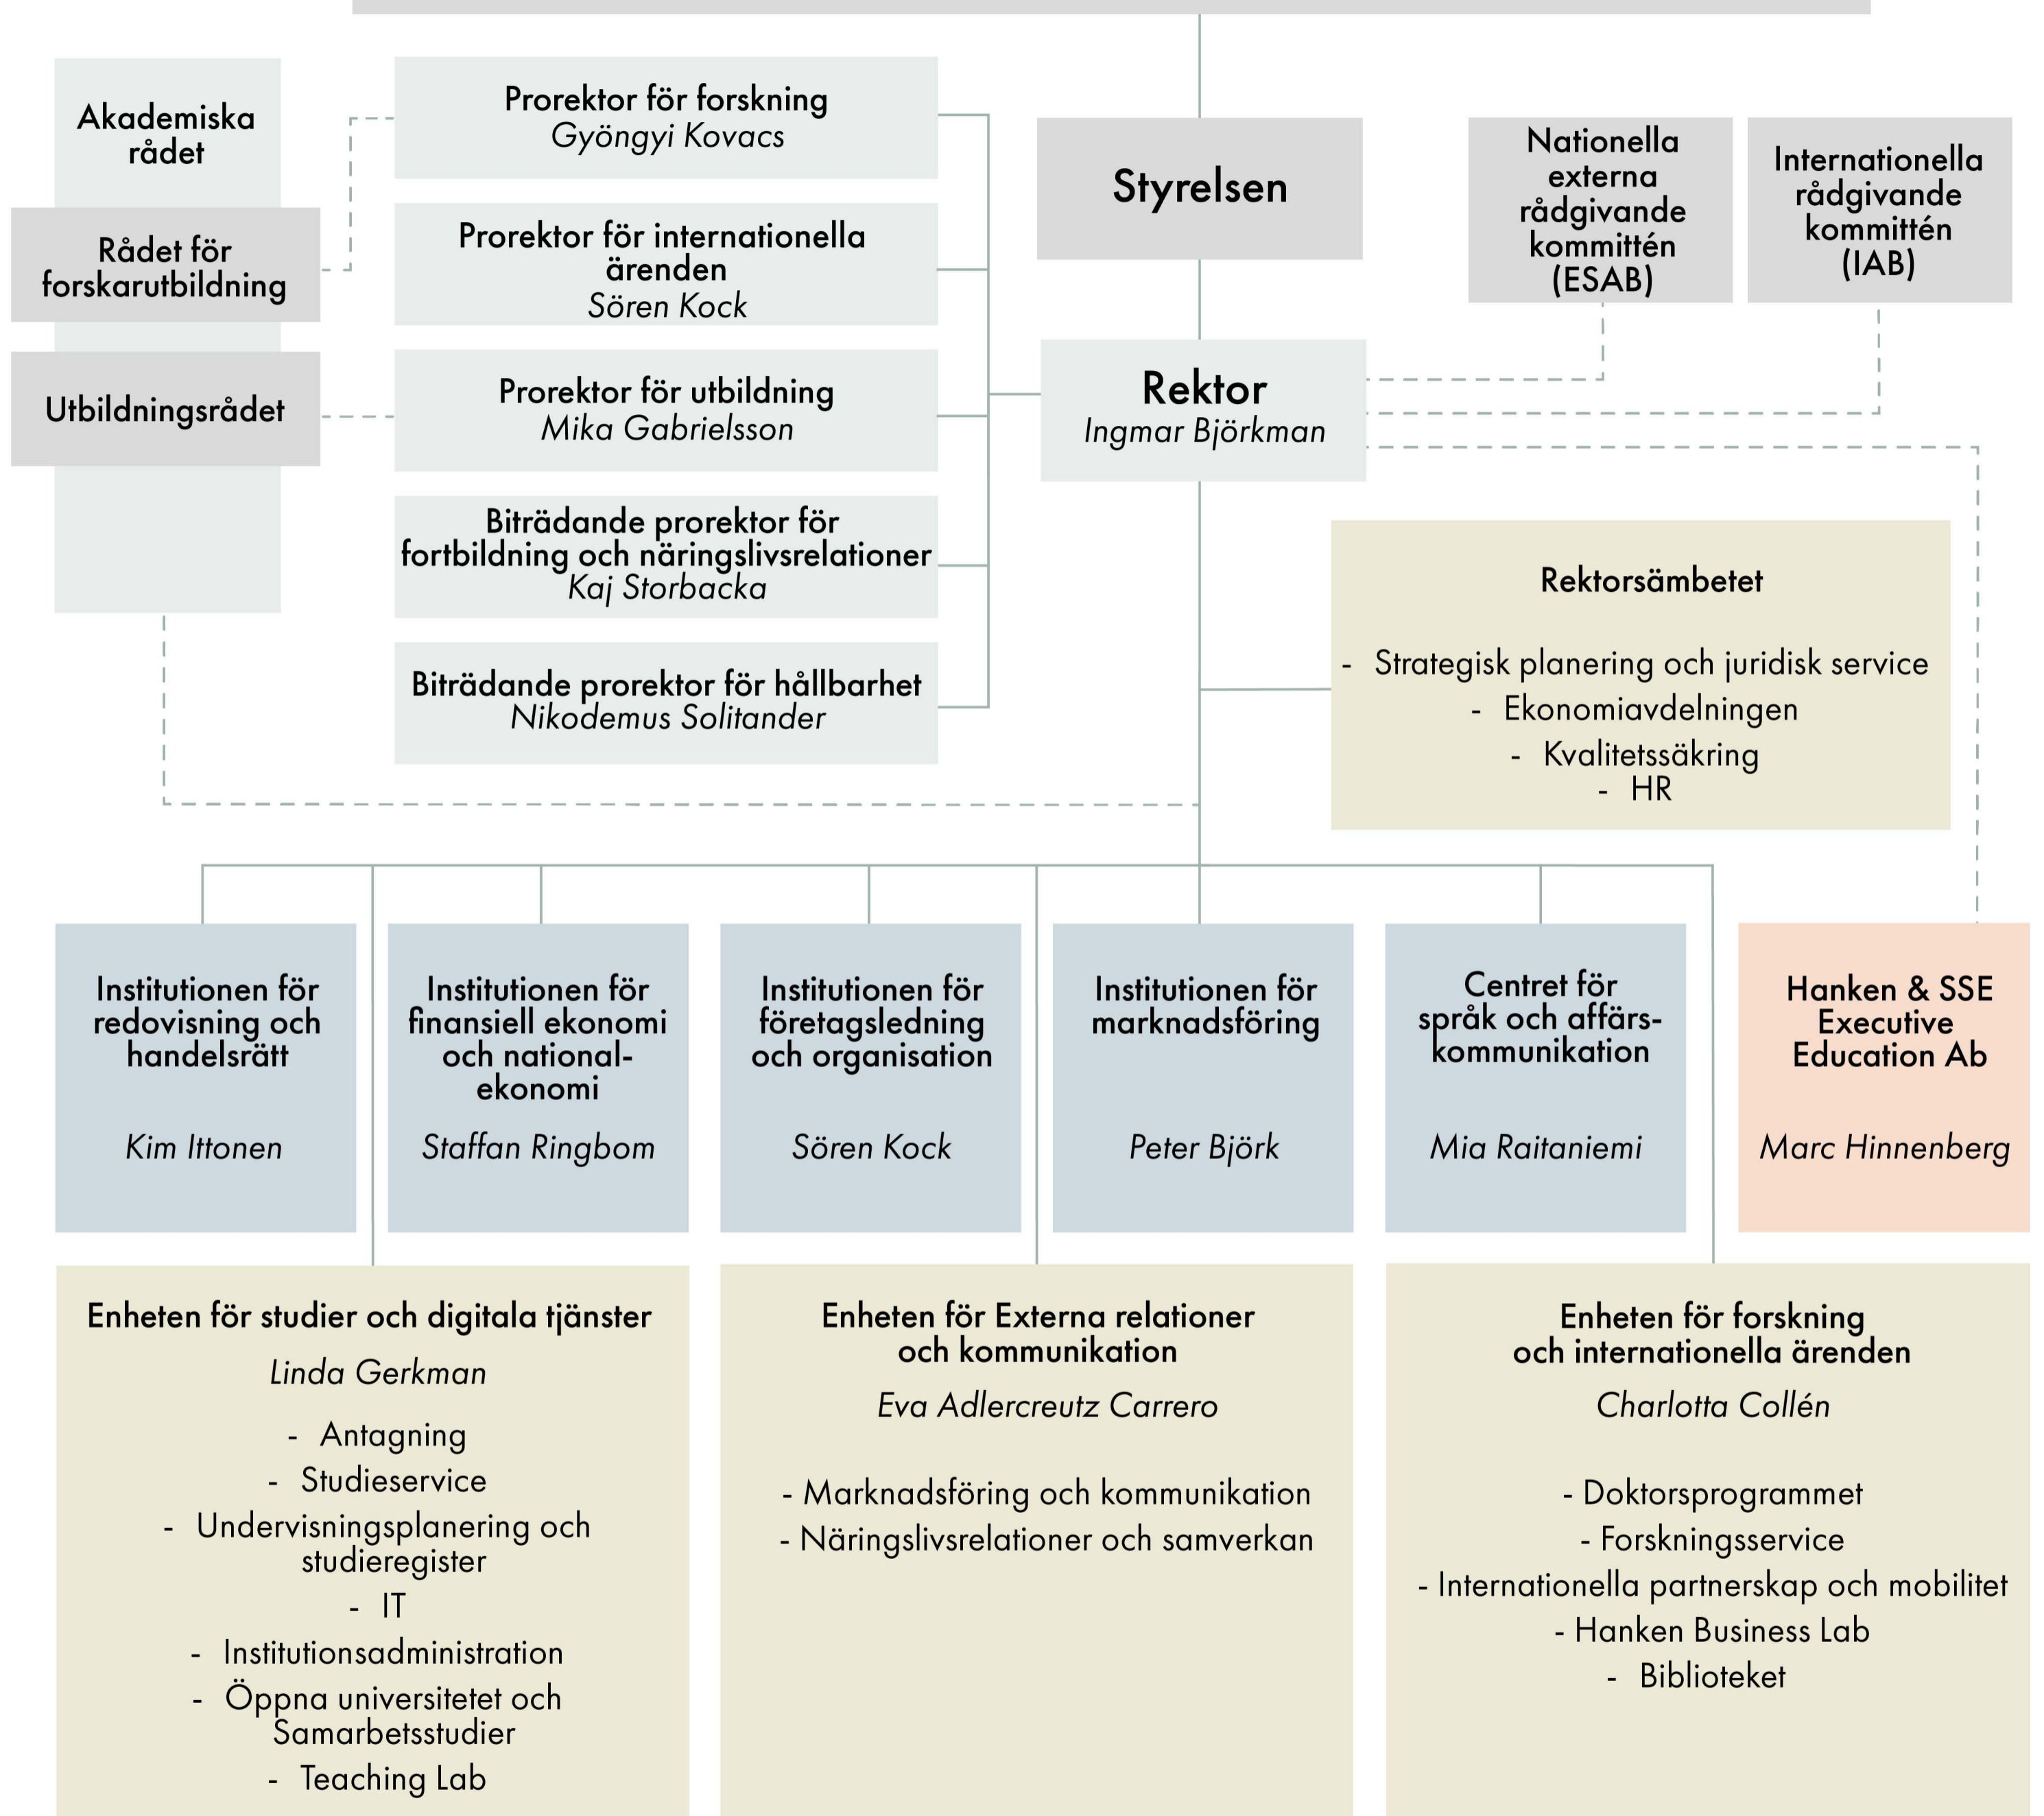 Akademiska
rådet
Rådet för
forskarutbildning
Utbildningsrådet
Prorektor för forskning
Gyöngyi Kovacs
Prorektor för internationella
ärenden
Sören Kock
Prorektor för utbildning
Mika Gabrielsson
Biträdande prorektor för
fortbildning och näringslivsrelationer
Kaj Storbacka
Biträdande prorektor för hållbarhet
Nikodemus Solitander
Styrelsen
Rektor
Ingmar Björkman
Nationella
externa
rådgivande
kommittén
(ESAB)
Internationella
rådgivande
kommittén
(IAB)
Rektorsämbetet
- Strategisk planering och juridisk service
- Ekonomiavdelningen
- Kvalitetssäkring
- HR
Institutionen för
redovisning och
handelsrätt
Kim Ittonen
Institutionen för
finansiell ekonomi
och national-
ekonomi
Staffan Ringbom
Institutionen för
företagsledning
och organisation
Sören Kock
Institutionen för
marknadsföring
Peter Björk
Centret för
språk och affärs-
kommunikation
Mia Raitaniemi
Hanken & SSE
Executive
Education Ab
Marc Hinnenberg
Enheten för studier och digitala tjänster
Linda Gerkman
- Antagning
- Studieservice
- Undervisningsplanering och
studieregister
- IT
- Institutionsadministration
- Öppna universitetet och
Samarbetsstudier
- Teaching Lab
Enheten för Externa relationer
och kommunikation
Eva Adlercreutz Carrero
- Marknadsföring och kommunikation
- Näringslivsrelationer och samverkan
Enheten för forskning
och internationella ärenden
Charlotta Collén
- Doktorsprogrammet
- Forskningsservice
- Internationella partnerskap och mobilitet
- Hanken Business Lab
- Biblioteket